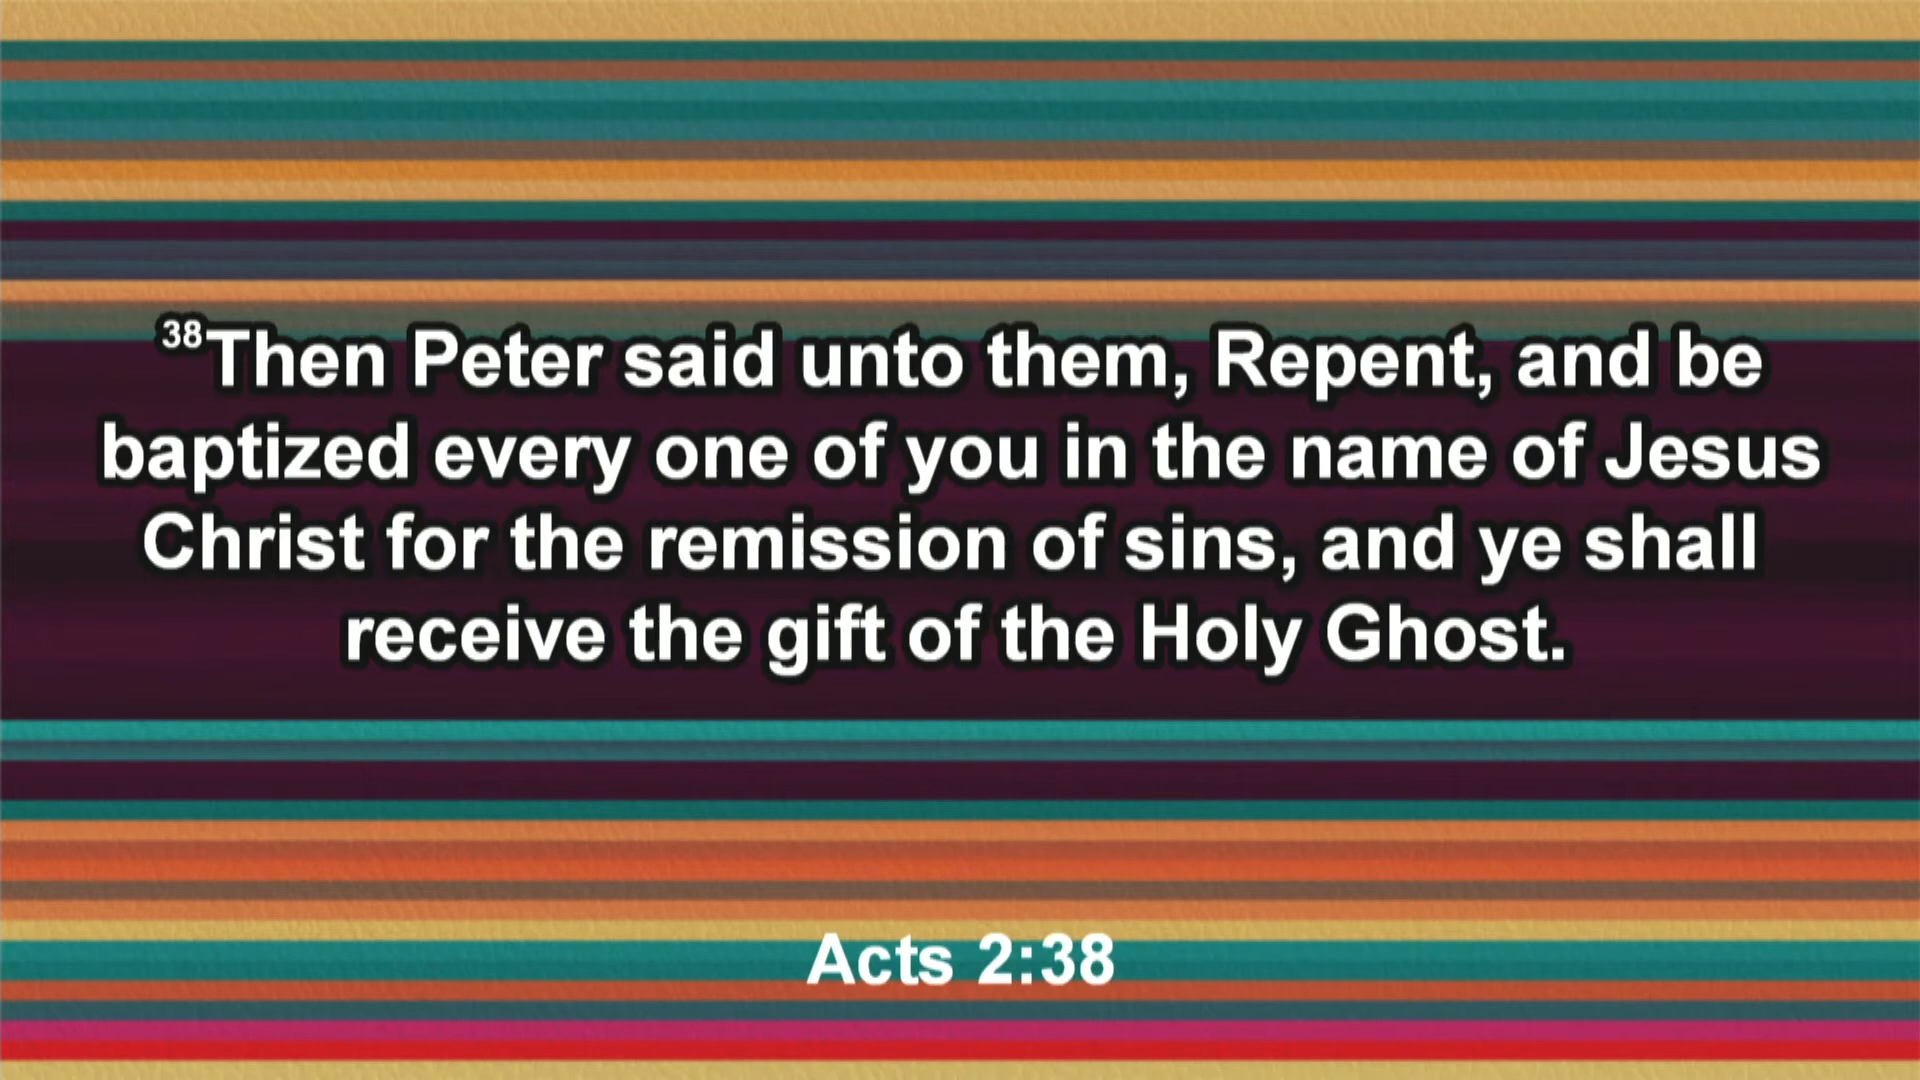 38Then Peter said unto them, Repent, and be
baptized every one of you in the name of Jesus
Christ for the remission of sins, and ye shall
receive the gift of the Holy Ghost.
Acts 2:38